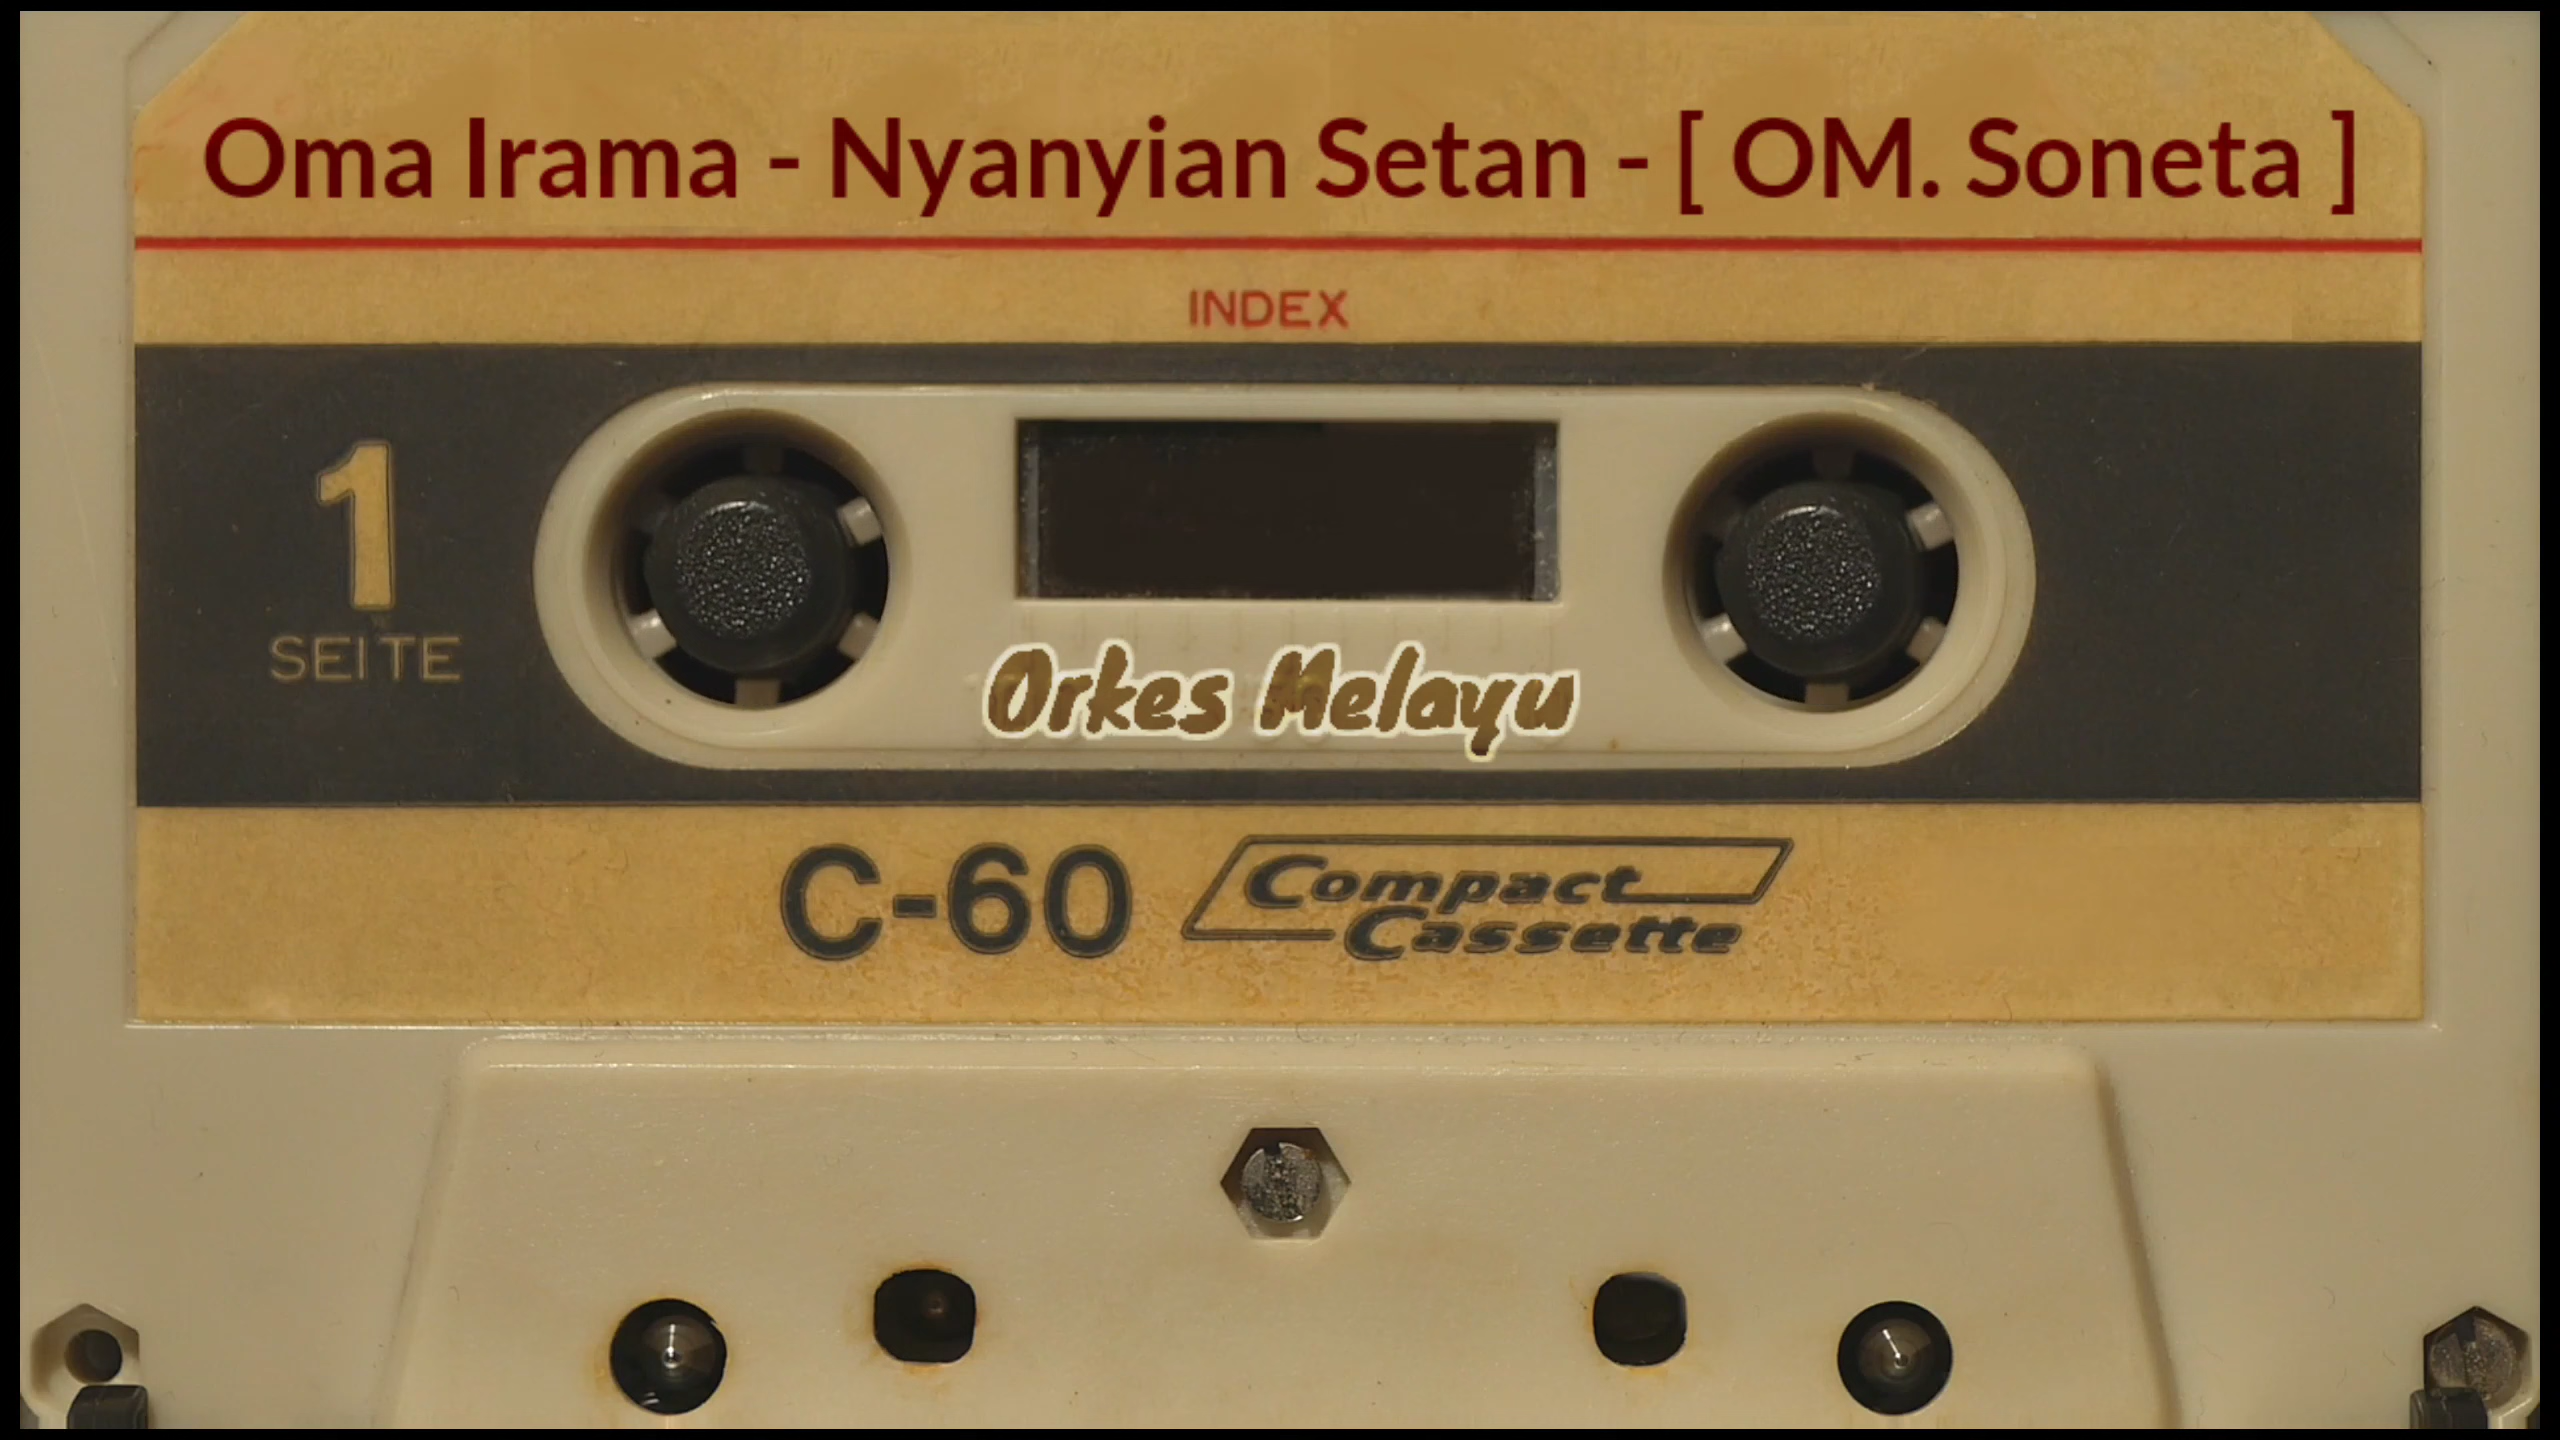 Oma Irama - Nyanyian Setan - [ OM. Soneta ]
INDEX
1
SEITE
Orkes Melayu
C-60
Compact
Cassette